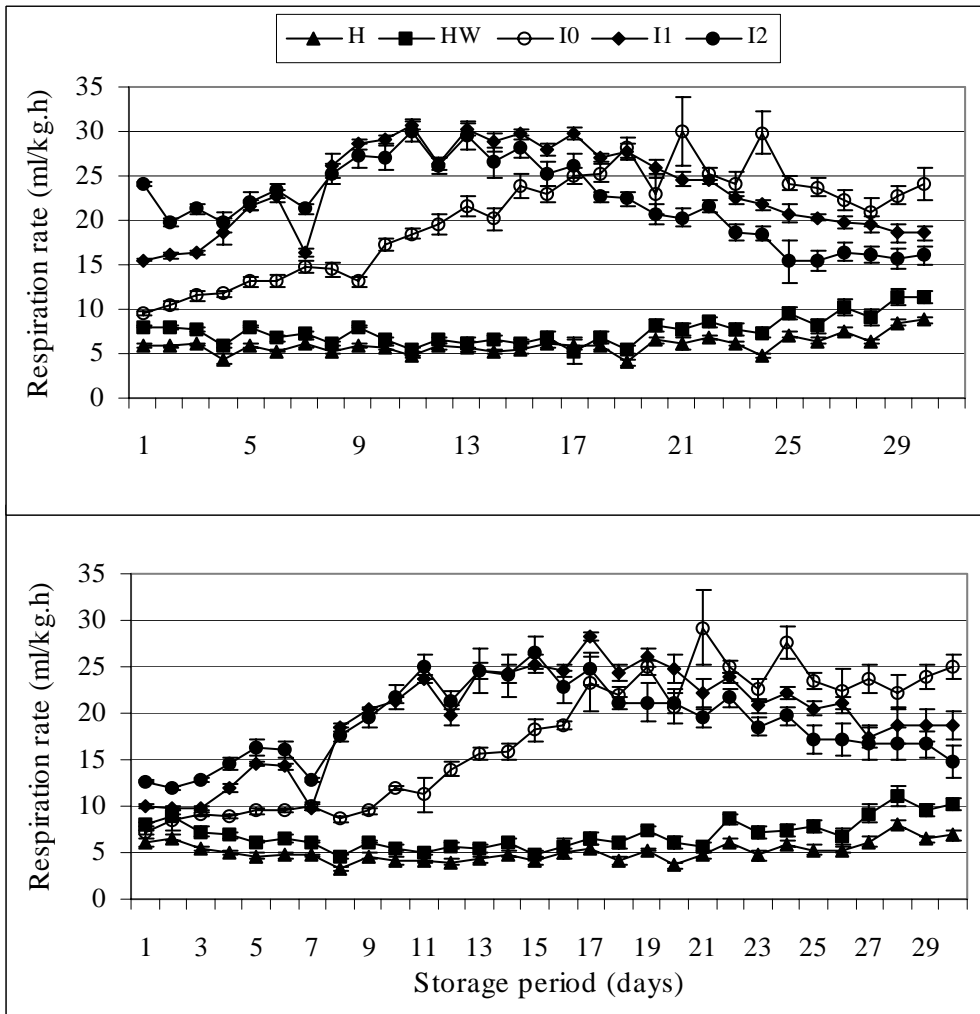 H HW I0 I1 I2
Respiration rate (ml/kg.h)
35
30
25
20
15
10
5
0
1 5 9 13 17 21 25 29
Respiration rate (ml/kg.h)
35
30
25
20
15
10
5
0
1 3 5 7 9 11 13 15 17 19 21 23 25 27 29
Storage period (days)